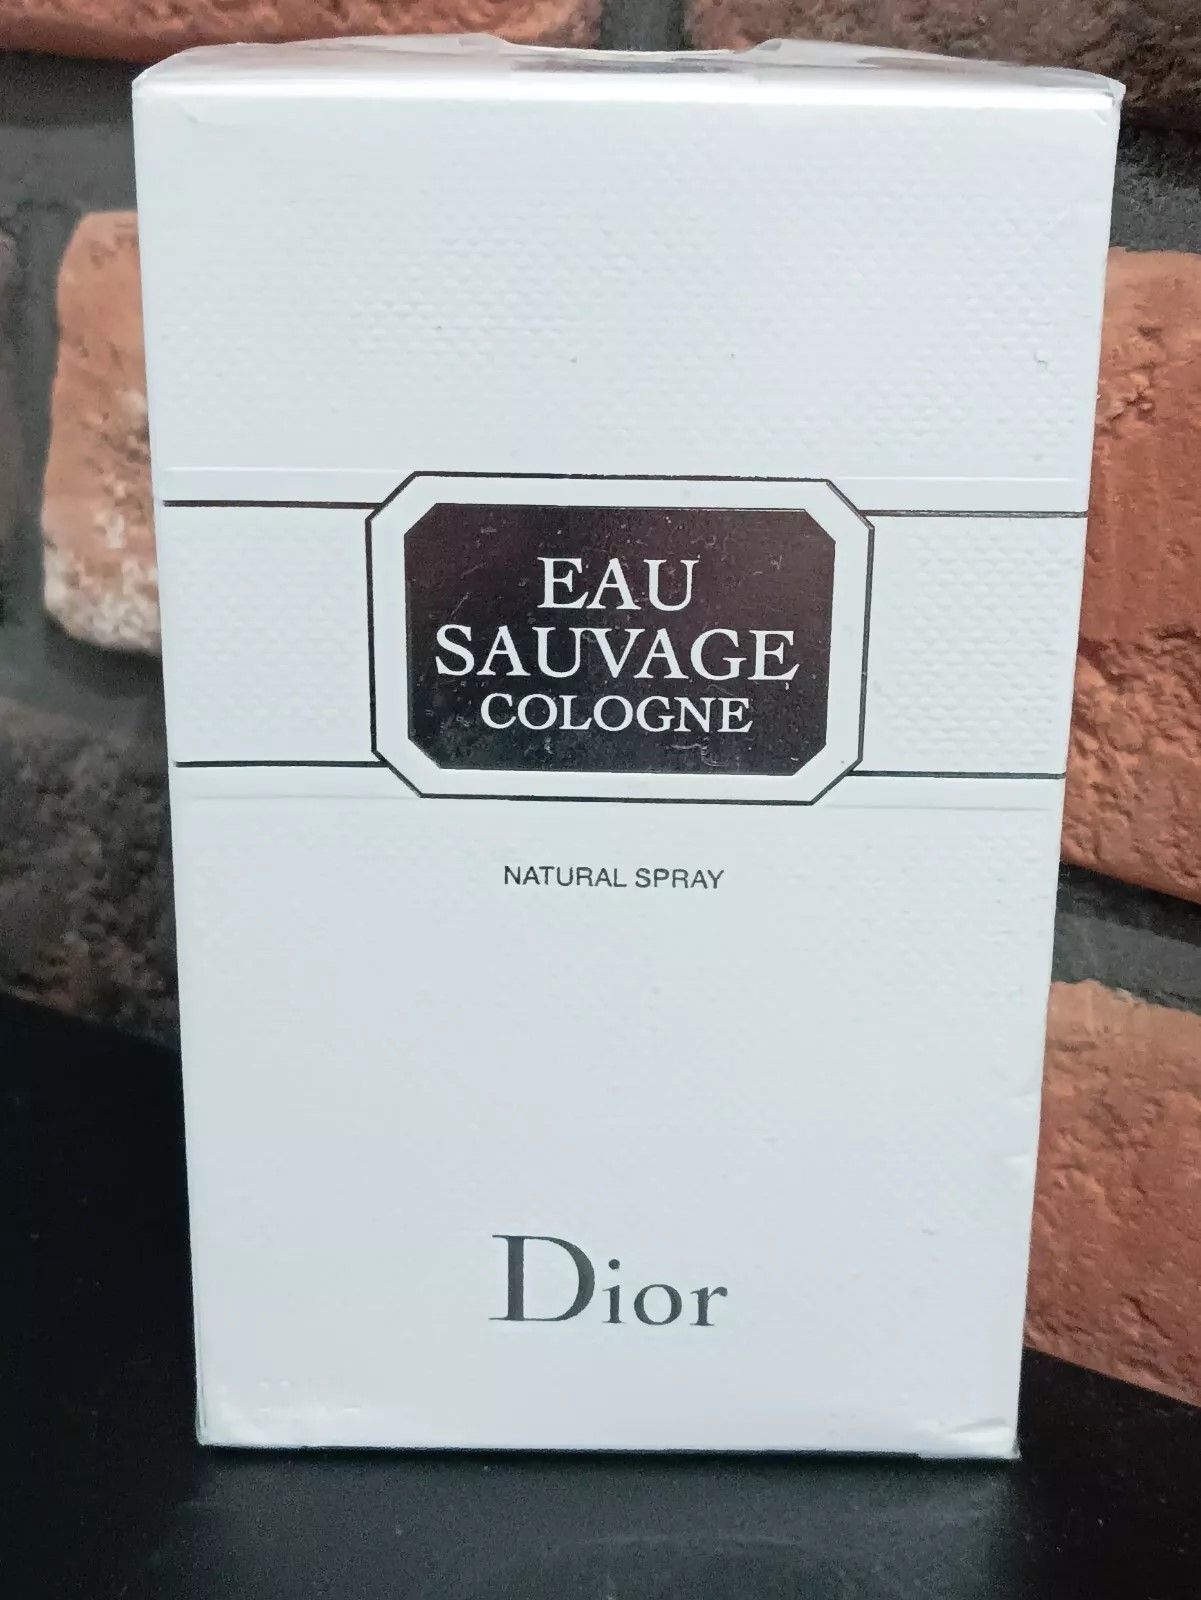 EAU
SAUVAGE
COLOGNE
NATURAL SPRAY
Dior